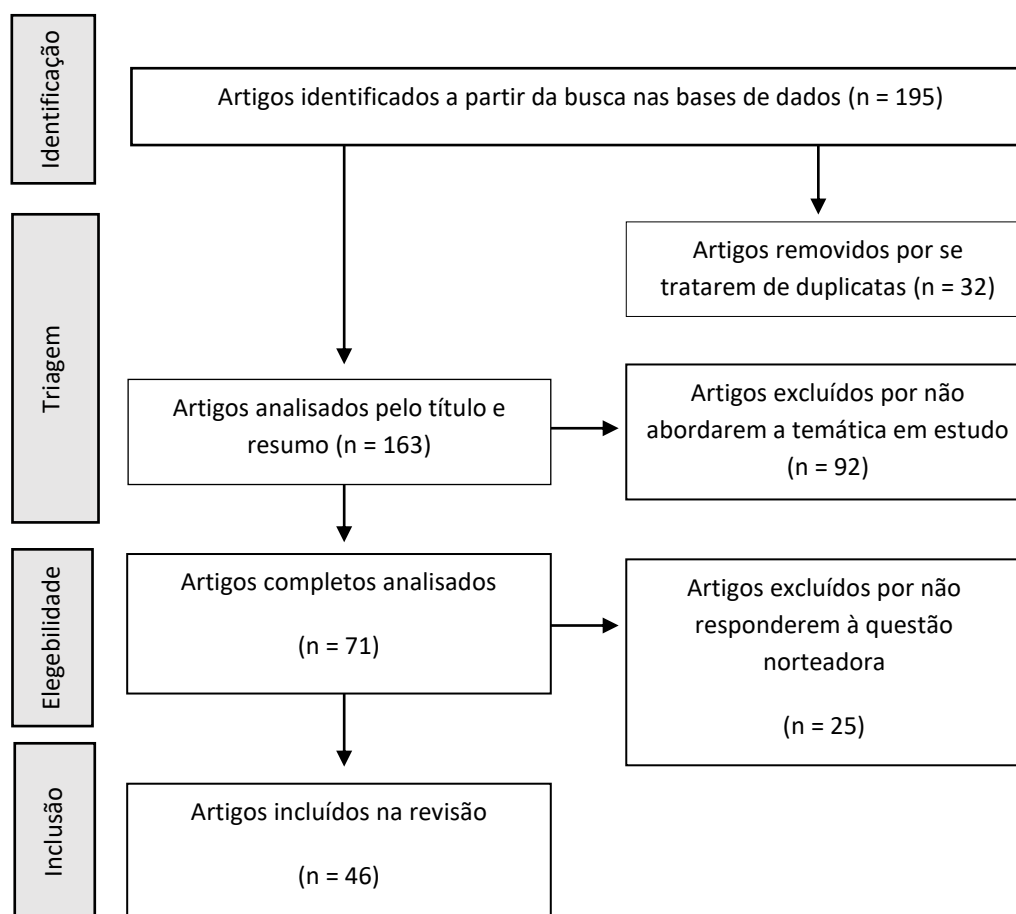 Identificação
Artigos identificados a partir da busca nas bases de dados (n = 195)
Triagem
Artigos removidos por se
tratarem de duplicatas (n = 32)
Artigos analisados pelo título e
resumo (n = 163)
Artigos excluídos por não
abordarem a temática em estudo
(n = 92)
Elegebilidade
Artigos completos analisados
(n = 71)
Artigos excluídos por não
responderem à questão
norteadora
(n = 25)
Inclusão
Artigos incluídos na revisão
(n = 46)